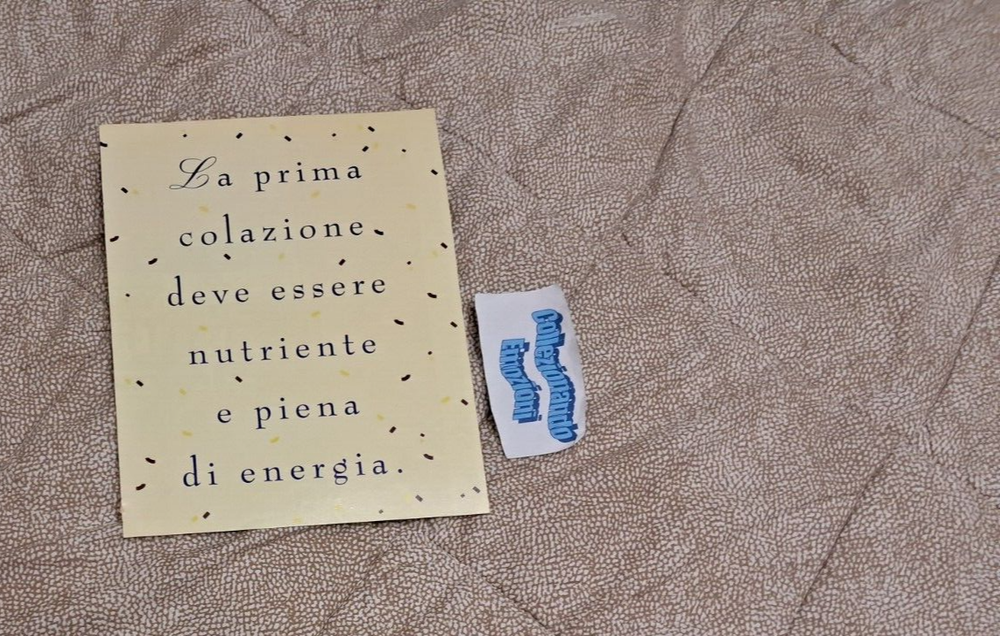 La prima
colazione
deve essere
nutriente
e piena
di energia.
Collezionando
Emozioni